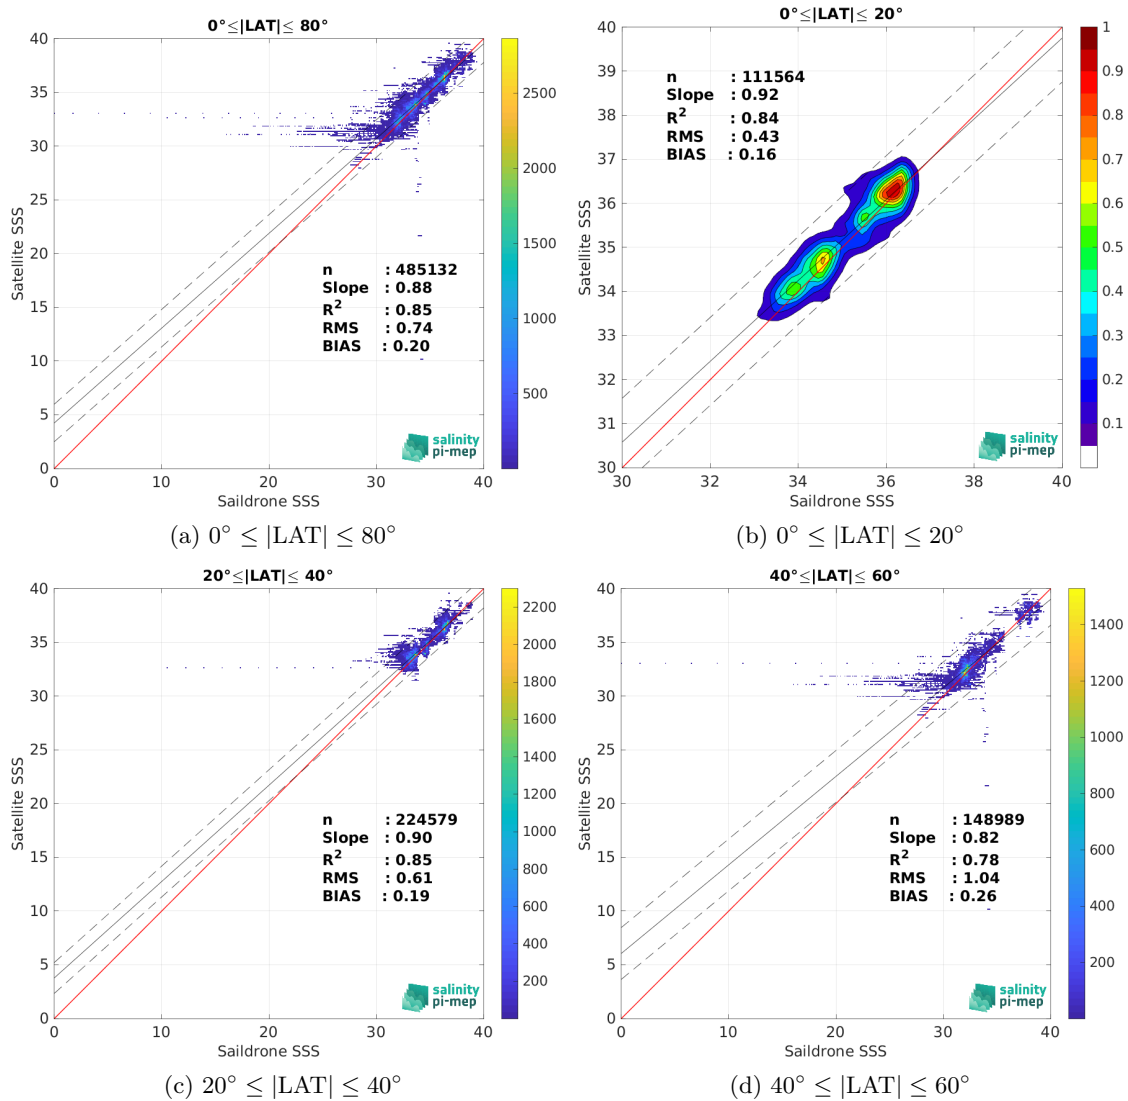 0°≤|LAT|≤ 80°
Satellite SSS
40
35
30
25
20
15
10
5
0
n : 485132
Slope : 0.88
R² : 0.85
RMS : 0.74
BIAS : 0.20
salinity
pi-mep
0 10 20 30 40
Saildrone SSS
2500
2000
1500
1000
500
(a) 0° ≤ |LAT| ≤ 80°
0°≤|LAT|≤ 20°
Satellite SSS
40
39
38
37
36
35
34
33
32
31
30
n : 111564
Slope : 0.92
R² : 0.84
RMS : 0.43
BIAS : 0.16
salinity
pi-mep
30 32 34 36 38 40
Saildrone SSS
1
0.9
0.8
0.7
0.6
0.5
0.4
0.3
0.2
0.1
(b) 0° ≤ |LAT| ≤ 20°
20°≤|LAT|≤ 40°
Satellite SSS
40
35
30
25
20
15
10
5
0
n : 224579
Slope : 0.90
R² : 0.85
RMS : 0.61
BIAS : 0.19
salinity
pi-mep
0 10 20 30 40
Saildrone SSS
2200
2000
1800
1600
1400
1200
1000
800
600
400
200
(c) 20° ≤ |LAT| ≤ 40°
40°≤|LAT|≤ 60°
Satellite SSS
40
35
30
25
20
15
10
5
0
n : 148989
Slope : 0.82
R² : 0.78
RMS : 1.04
BIAS : 0.26
salinity
pi-mep
0 10 20 30 40
Saildrone SSS
1400
1200
1000
800
600
400
200
(d) 40° ≤ |LAT| ≤ 60°